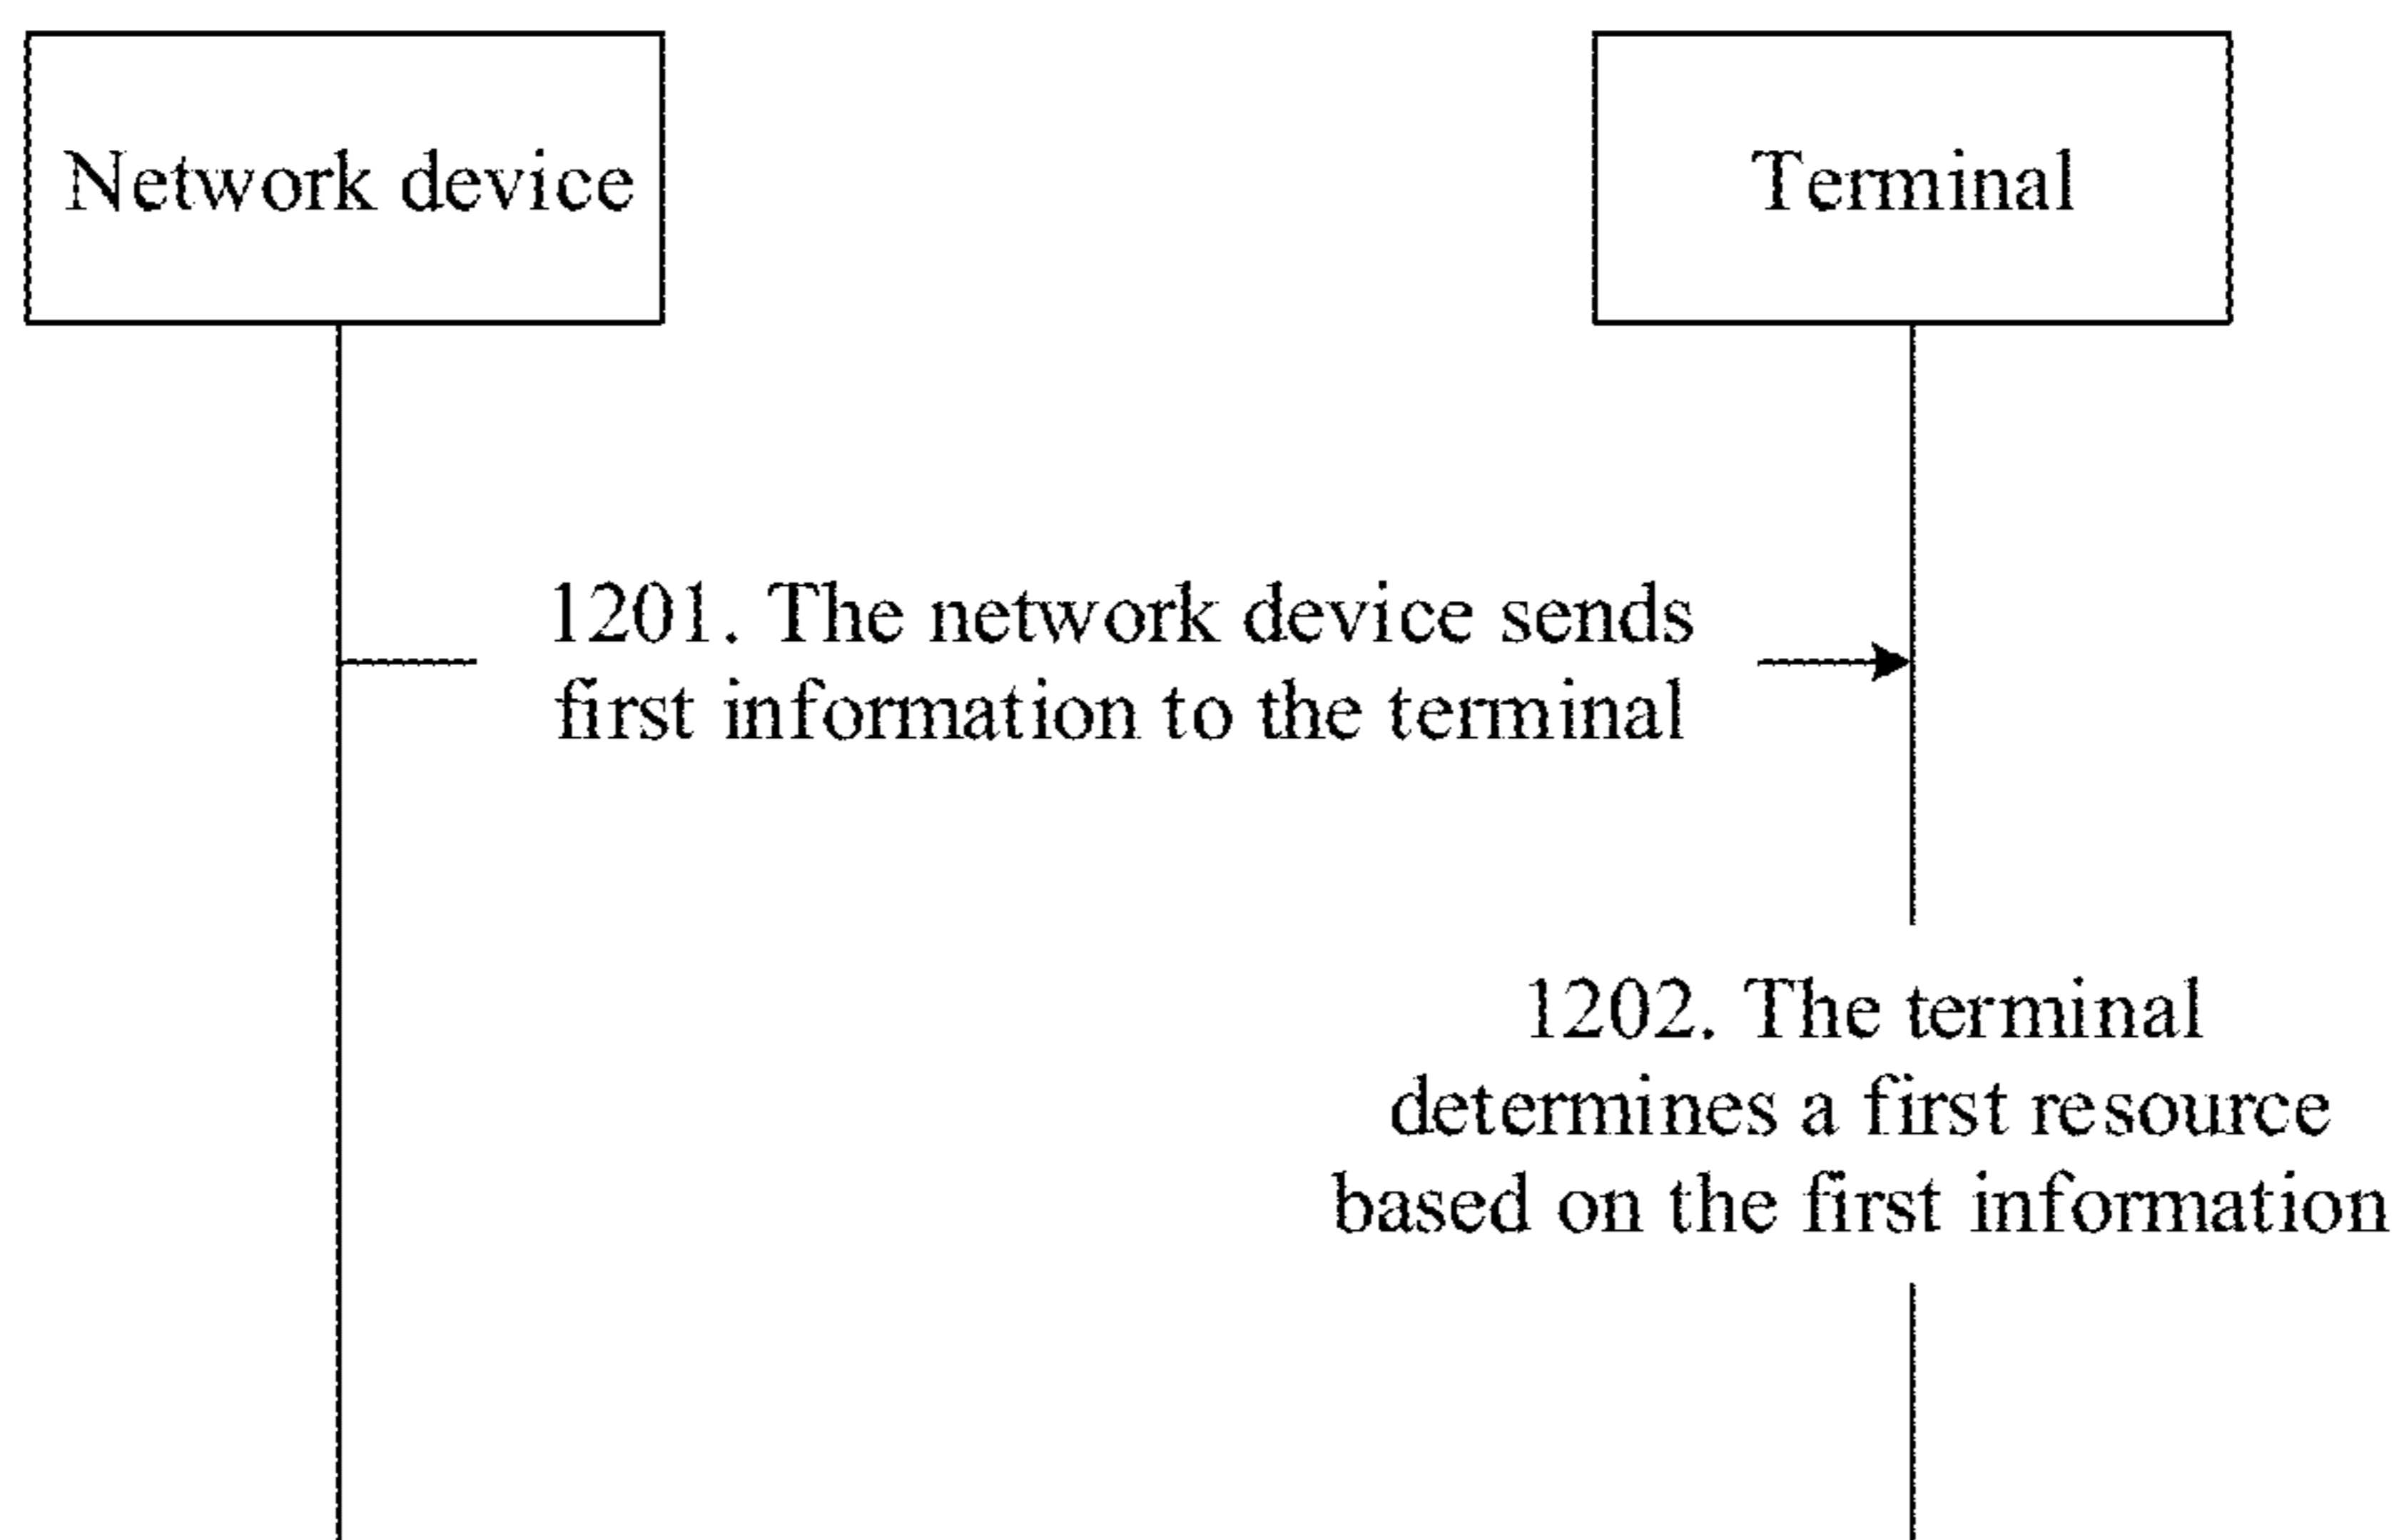 Network device
Terminal
1201. The network device sends
first information to the terminal
1202. The terminal
determines a first resource
based on the first information